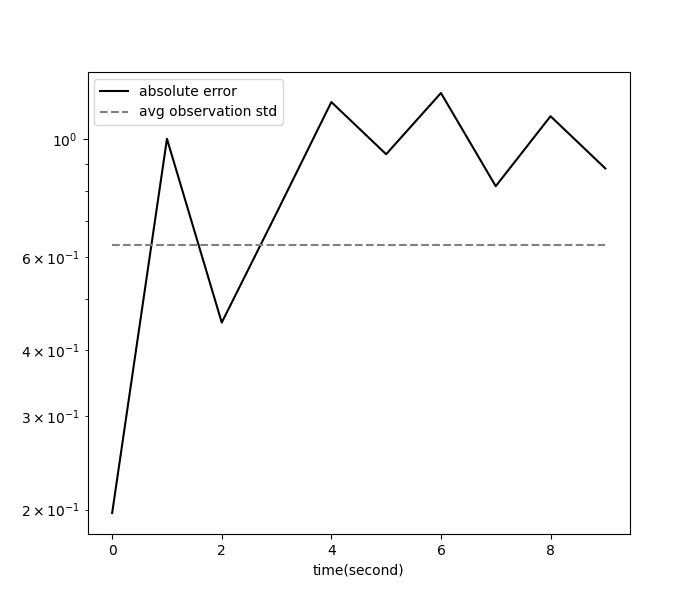 absolute error
avg observation std
10⁰
6 × 10⁻¹
4 × 10⁻¹
3 × 10⁻¹
2 × 10⁻¹
0 2 4 6 8
time(second)